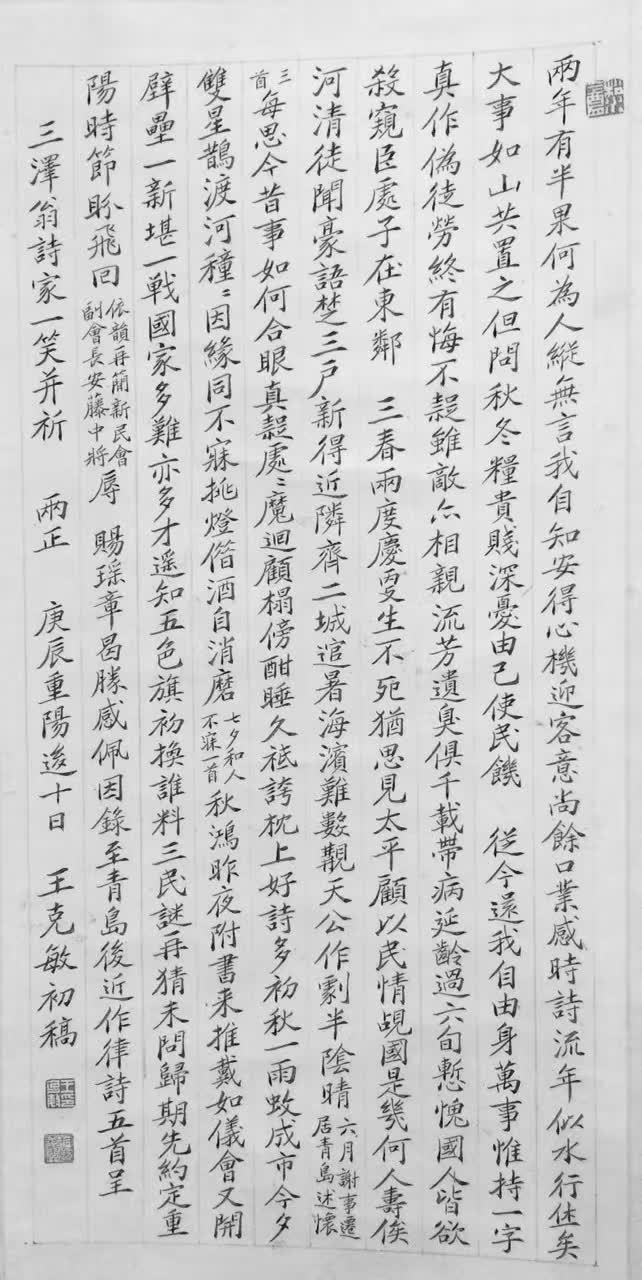 兩年有半果何為人縱無言我自知安得心機迎客意尚餘口業感時詩流年似水行休矣
大事如山共置之但問秋冬糧貴賤深憂由己使民饑 從今還我自由身萬事惟持一字
真作偽徒勞終有悔不疑雖敵亦相親流芳遺臭俱千載帶病延齡過六旬慙愧國人皆欲
殺窺臣處子在東鄰 三春兩度慶更生不死猶思見太平顧以民情覘國是幾何人壽俟
河清徒聞豪語楚三戶新得近隣齊二城逭暑海濱難數觀天公作劇半陰晴 六月謝事遷居青島述懷
三首 每思今昔事如何合眼真疑處〻魔迴顧榻傍酣睡久祗誇枕上好詩多初秋一雨蚊成市今夕
雙星鵲渡河種〻因緣同不寐挑燈偕酒自消磨 七夕和人不寐一首 秋鴻昨夜附書来推戴如儀會又開
壁壘一新堪一戰國家多難亦多才遥知五色旗初換誰料三民謎再猜未問歸期先約定重
陽時節盼飛回 依韻再簡新民會副會長安藤中將 辱 賜瑤章曷勝感佩因錄至青島後近作律詩五首呈
三澤翁詩家一笑并祈 兩正 庚辰重陽後十日 王克敏初稿